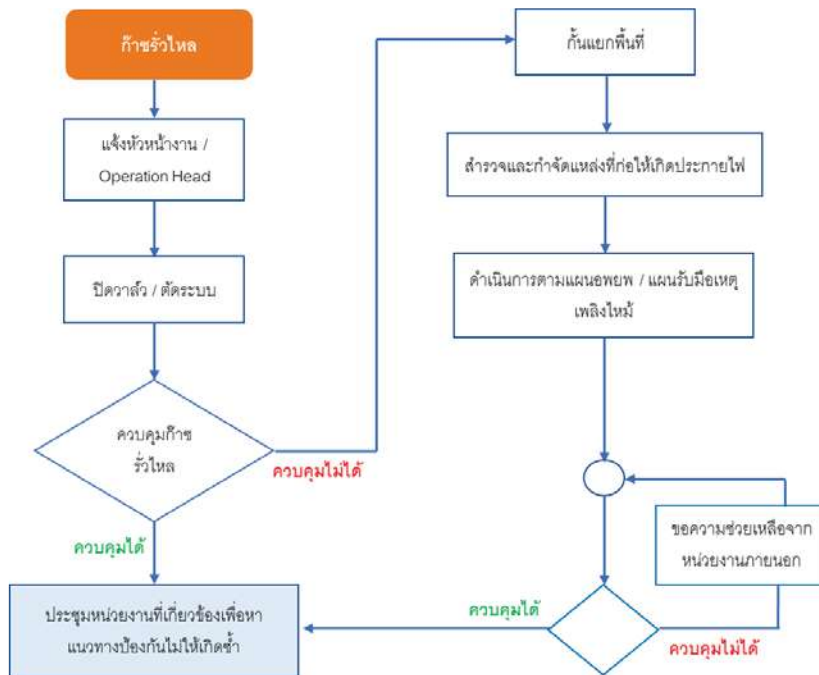 ก๊าซรั่วไหล
แจ้งหัวหน้างาน /
Operation Head
ปิดวาล์ว / ตัดระบบ
ควบคุมก๊าซ
รั่วไหล
ควบคุมไม่ได้
ควบคุมได้
ประชุมหน่วยงานที่เกี่ยวข้องเพื่อหา
แนวทางป้องกันไม่ให้เกิดซ้ำ
กั้นแยกพื้นที่
สำรวจและกำจัดแหล่งที่ก่อให้เกิดประกายไฟ
ดำเนินการตามแผนอพยพ / แผนรับมือเหตุ
เพลิงไหม้
ขอความช่วยเหลือจาก
หน่วยงานภายนอก
ควบคุมได้
ควบคุมไม่ได้